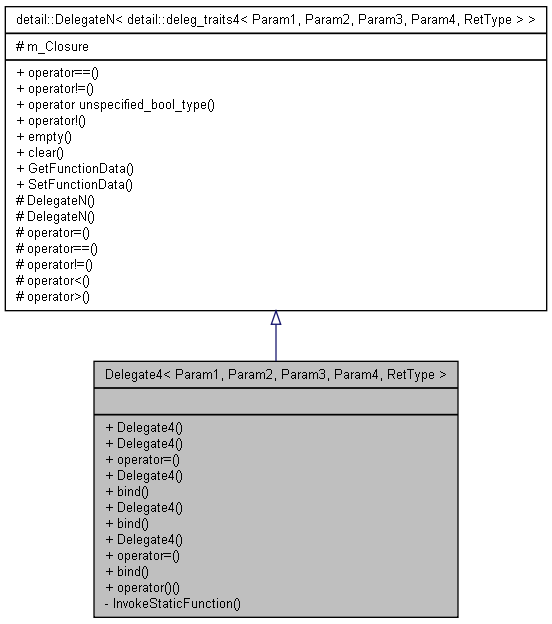 detail::DelegateN< detail::deleg_traits4< Param1, Param2, Param3, Param4, RetType > >
# m_Closure
+ operator==()
+ operator!=()
+ operator unspecified_bool_type()
+ operator!()
+ empty()
+ clear()
+ GetFunctionData()
+ SetFunctionData()
# DelegateN()
# DelegateN()
# operator=()
# operator==()
# operator!=()
# operator<()
# operator>()
Delegate4< Param1, Param2, Param3, Param4, RetType >
+ Delegate4()
+ Delegate4()
+ operator=()
+ Delegate4()
+ bind()
+ Delegate4()
+ bind()
+ Delegate4()
+ operator=()
+ bind()
+ operator()()
- InvokeStaticFunction()